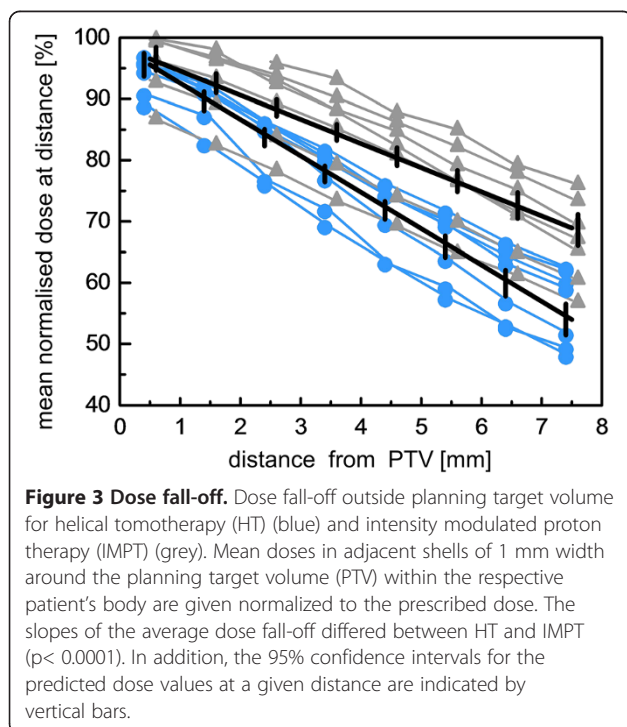 100
90
80
70
60
50
40
mean normalised dose at distance [%]
0 1 2 3 4 5 6 7 8
distance from PTV [mm]
Figure 3 Dose fall-off. Dose fall-off outside planning target volume
for helical tomotherapy (HT) (blue) and intensity modulated proton
therapy (IMPT) (grey). Mean doses in adjacent shells of 1 mm width
around the planning target volume (PTV) within the respective
patient's body are given normalized to the prescribed dose. The
slopes of the average dose fall-off differed between HT and IMPT
(p< 0.0001). In addition, the 95% confidence intervals for the
predicted dose values at a given distance are indicated by
vertical bars.